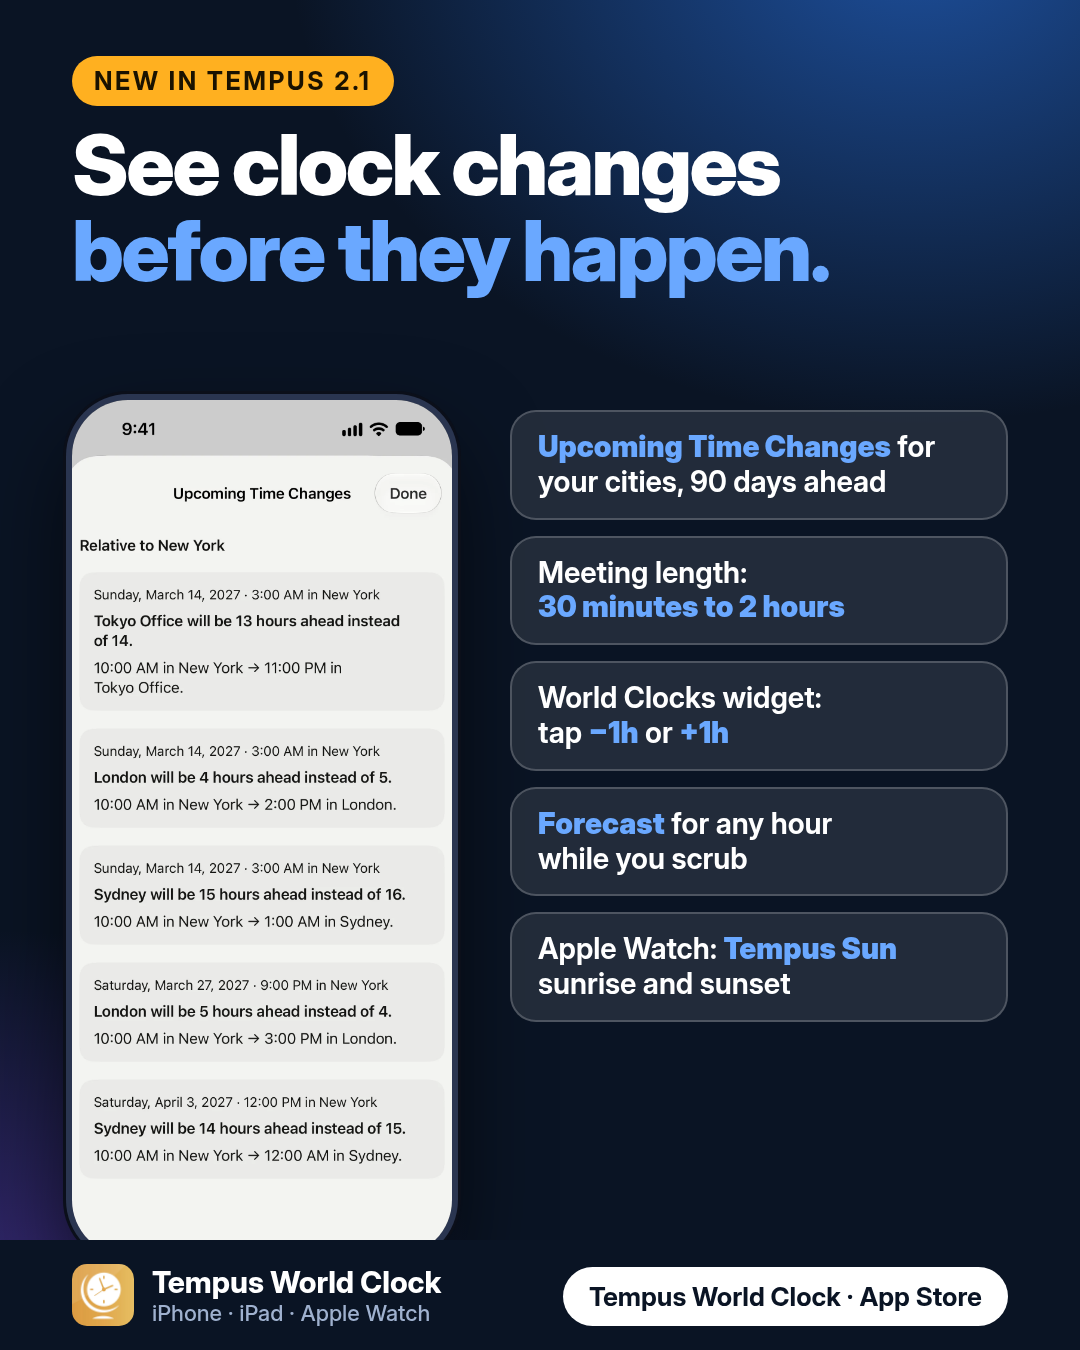 NEW IN TEMPUS 2.1
See clock changes
before they happen.
9:41
Upcoming Time Changes
Done
Relative to New York
Sunday, March 14, 2027 · 3:00 AM in New York
Tokyo Office will be 13 hours ahead instead
of 14.
10:00 AM in New York → 11:00 PM in
Tokyo Office.
Sunday, March 14, 2027 · 3:00 AM in New York
London will be 4 hours ahead instead of 5.
10:00 AM in New York → 2:00 PM in London.
Sunday, March 14, 2027 · 3:00 AM in New York
Sydney will be 15 hours ahead instead of 16.
10:00 AM in New York → 1:00 AM in Sydney.
Saturday, March 27, 2027 · 9:00 PM in New York
London will be 5 hours ahead instead of 4.
10:00 AM in New York → 3:00 PM in London.
Saturday, April 3, 2027 · 12:00 PM in New York
Sydney will be 14 hours ahead instead of 15.
10:00 AM in New York → 12:00 AM in Sydney.
Upcoming Time Changes for
your cities, 90 days ahead
Meeting length:
30 minutes to 2 hours
World Clocks widget:
tap −1h or +1h
Forecast for any hour
while you scrub
Apple Watch: Tempus Sun
sunrise and sunset
Tempus World Clock
iPhone · iPad · Apple Watch
Tempus World Clock · App Store